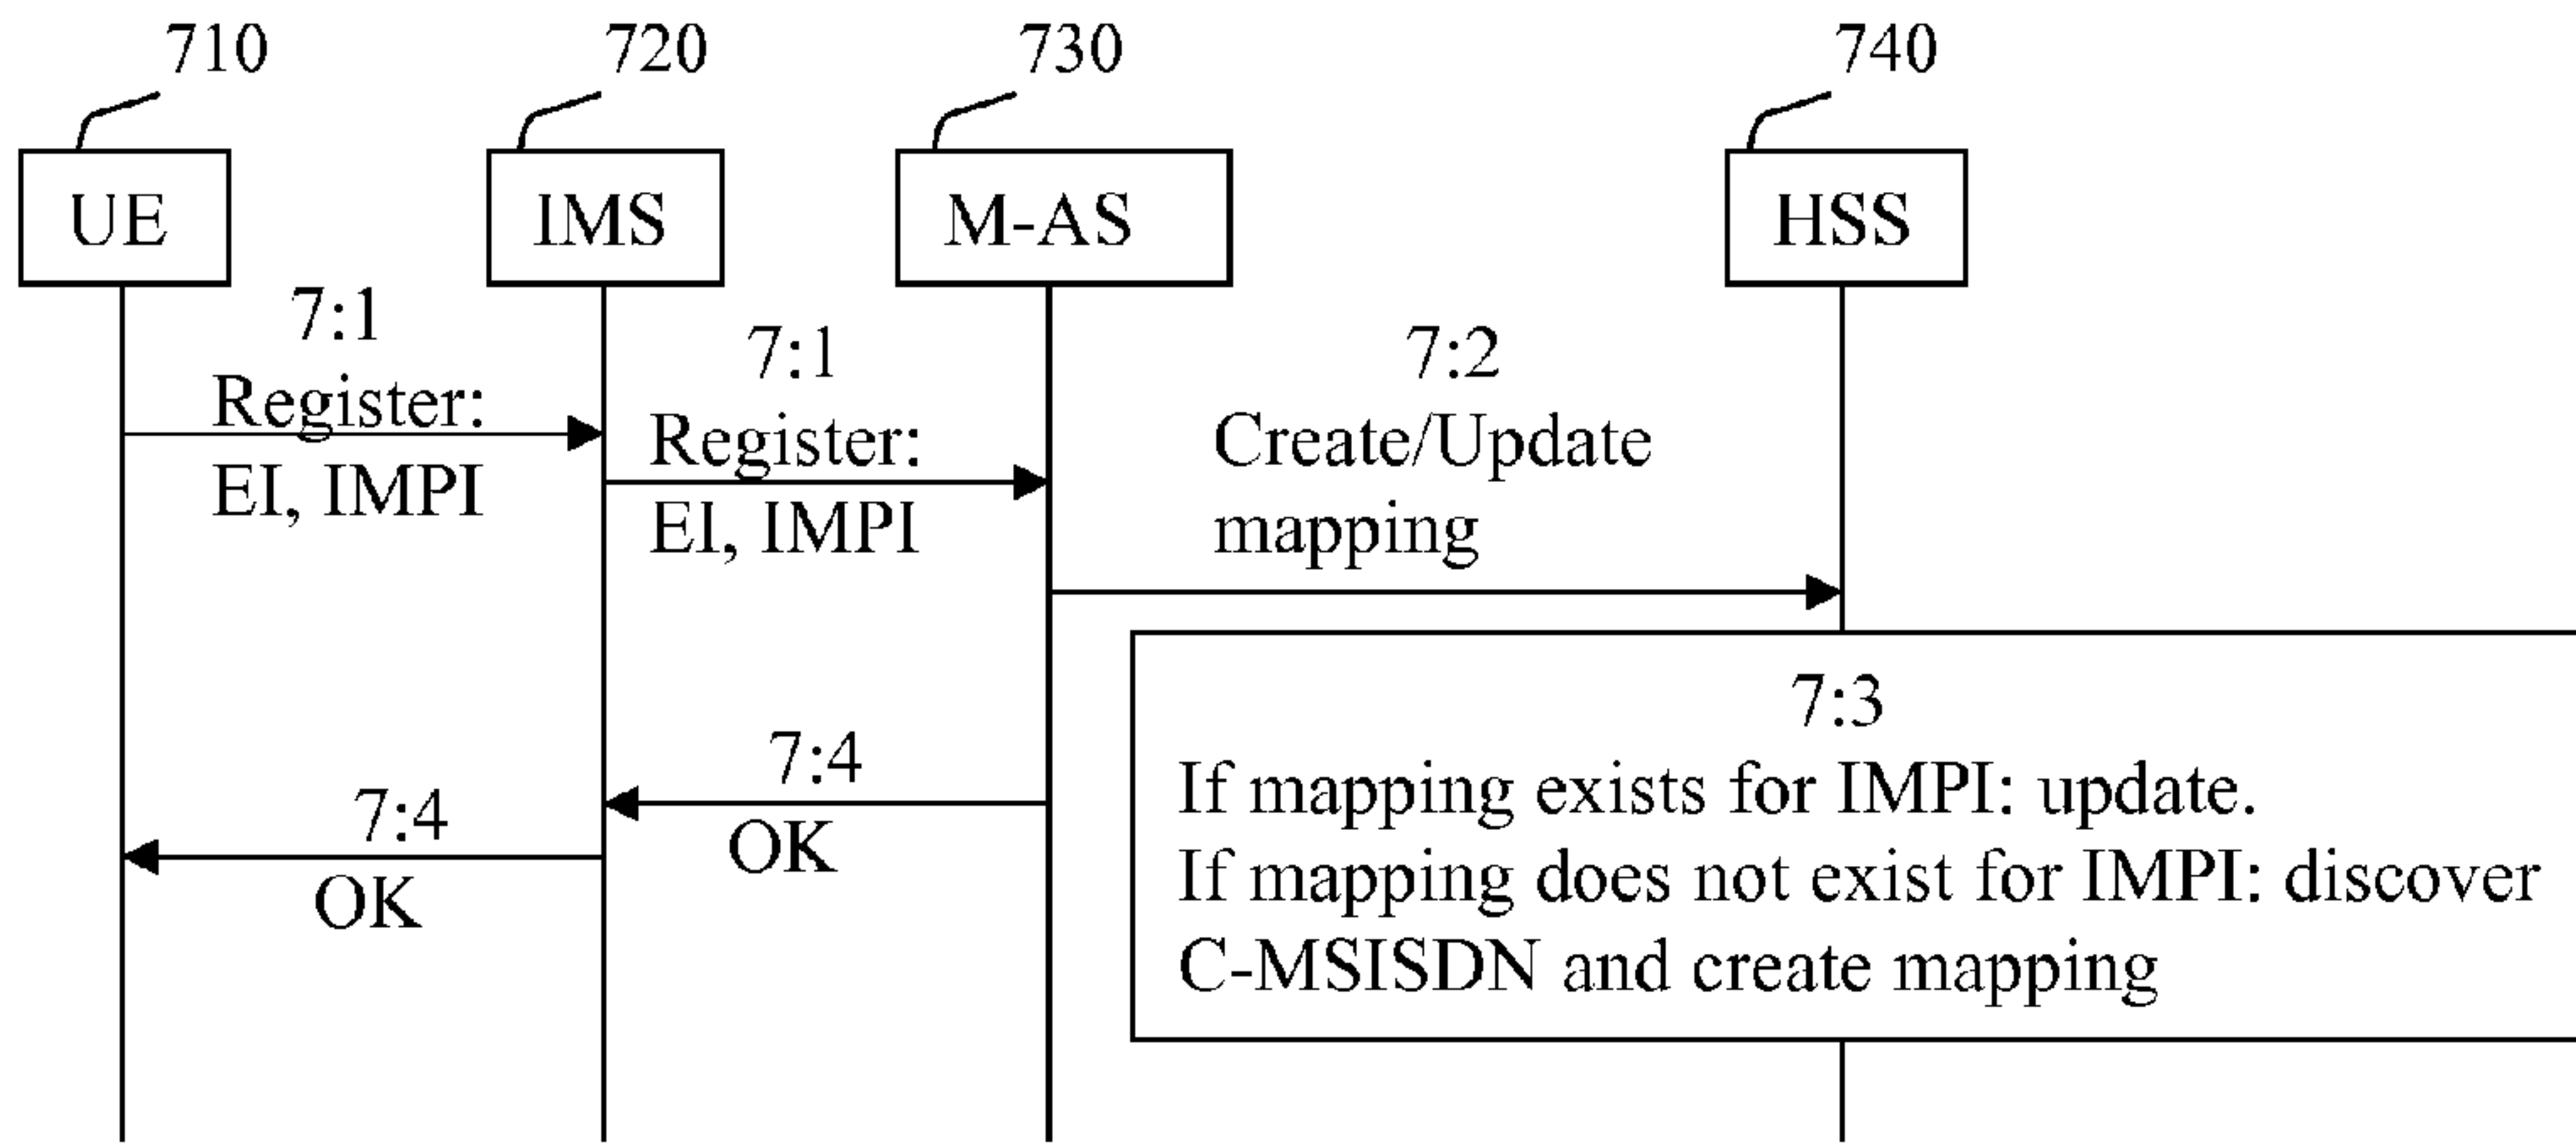 710
720
730
740
UE
IMS
M-AS
HSS
7:1
Register:
EI, IMPI
7:1
Register:
EI, IMPI
7:2
Create/Update
mapping
7:3
If mapping exists for IMPI: update.
If mapping does not exist for IMPI: discover
C-MSISDN and create mapping
7:4
OK
7:4
OK